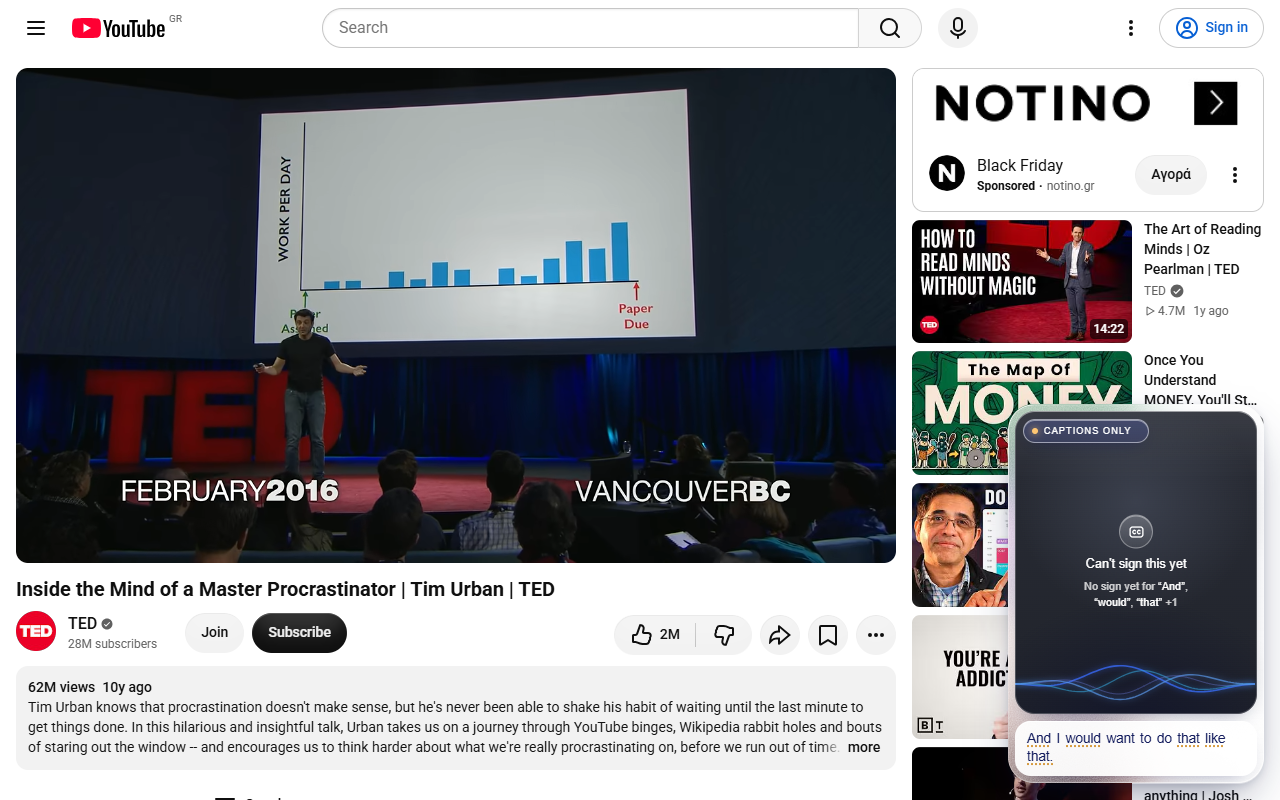 YouTube GR
Search
Sign in
WORK PER DAY
Paper
Due
TED
FEBRUARY2016
VANCOUVERBC
Inside the Mind of a Master Procrastinator | Tim Urban | TED
TED
TED
28M subscribers
Join
Subscribe
2M
62M views 10y ago
Tim Urban knows that procrastination doesn't make sense, but he's never been able to shake his habit of waiting until the last minute to
get things done. In this hilarious and insightful talk, Urban takes us on a journey through YouTube binges, Wikipedia rabbit holes and bouts
of staring out the window -- and encourages us to think harder about what we're really procrastinating on, before we run out of time. more
NOTINO
N
Black Friday
Sponsored · notino.gr
Αγορά
HOW TO
READ MINDS
WITHOUT MAGIC
TED
14:22
The Art of Reading
Minds | Oz
Pearlman | TED
TED
4.7M 1y ago
The Map Of
MONEY
Once You
Understand
MONEY, You'll St...
DO
YOU'RE
B T
CAPTIONS ONLY
CC
Can't sign this yet
No sign yet for “And”,
“would”, “that” +1
And I would want to do that like
that.
anything | Josh ...